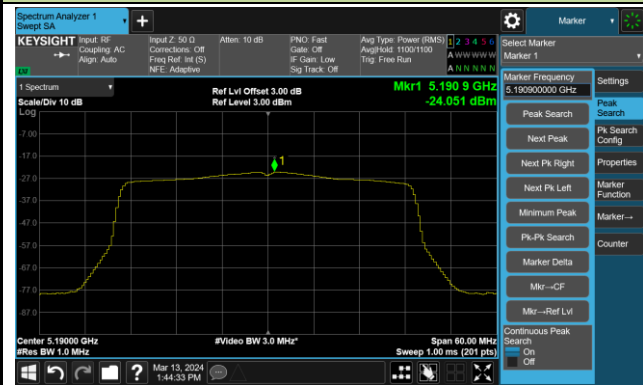 Spectrum Analyzer 1
Swept SA
Marker
KEYSIGHT
Input: RF
Coupling: AC
Align: Auto
Input Z: 50 Ω
Corrections: Off
Freq Ref: Int (S)
NFE: Adaptive
Atten: 10 dB
PNO: Fast
Gate: Off
IF Gain: Low
Sig Track: Off
Avg Type: Power (RMS)
Avg|Hold: 1100/1100
Trig: Free Run
1 2 3 4 5 6
A W W W W W
A N N N N N
LVI
Select Marker
Marker 1
1 Spectrum
Scale/Div 10 dB
Log
Ref Lvl Offset 3.00 dB
Ref Level 3.00 dBm
Mkr1 5.190 9 GHz
-24.051 dBm
-7.00
-17.0
-27.0
-37.0
-47.0
-57.0
-67.0
-77.0
-87.0
1
Center 5.19000 GHz
#Res BW 1.0 MHz
#Video BW 3.0 MHz*
Span 60.00 MHz
Sweep 1.00 ms (201 pts)
Marker Frequency
5.190900000 GHz
Peak Search
Next Peak
Next Pk Right
Next Pk Left
Minimum Peak
Pk-Pk Search
Marker Delta
Mkr→CF
Mkr→Ref Lvl
Continuous Peak
Search
On
Off
Settings
Peak
Search
Pk Search
Config
Properties
Marker
Function
Marker→
Counter
Mar 13, 2024
1:44:33 PM